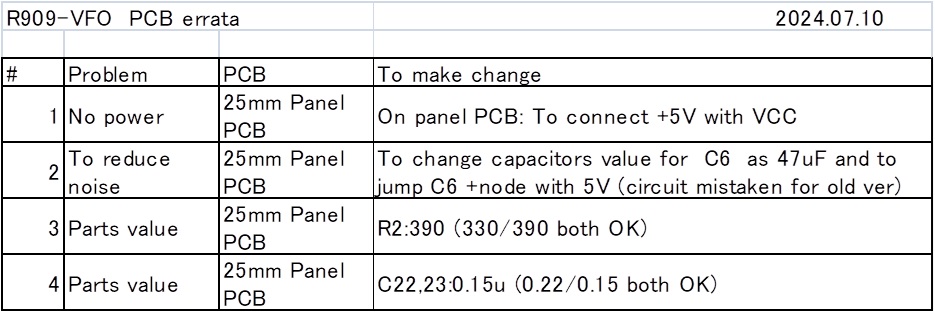 R909-VFO PCB errata 2024.07.10
# Problem PCB To make change
1 No power 25mm Panel PCB On panel PCB: To connect +5V with VCC
2 To reduce noise 25mm Panel PCB To change capacitors value for C6 as 47uF and to
jump C6 +node with 5V (circuit mistaken for old ver)
3 Parts value 25mm Panel PCB R2:390 (330/390 both OK)
4 Parts value 25mm Panel PCB C22,23:0.15u (0.22/0.15 both OK)